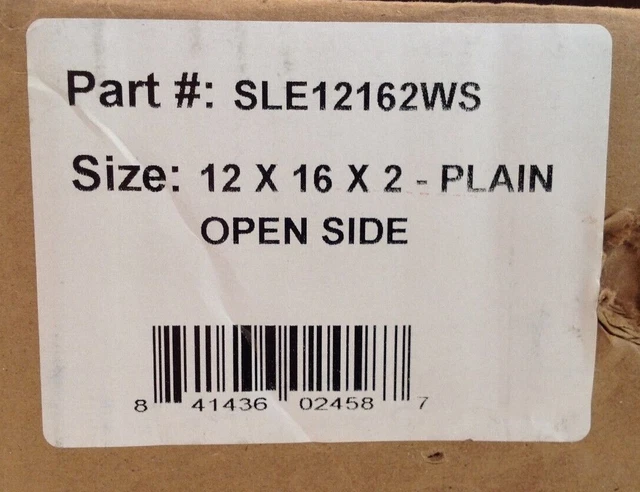 Part #: SLE12162WS
Size: 12 X 16 X 2 - PLAIN
OPEN SIDE
8 41436 02458 7